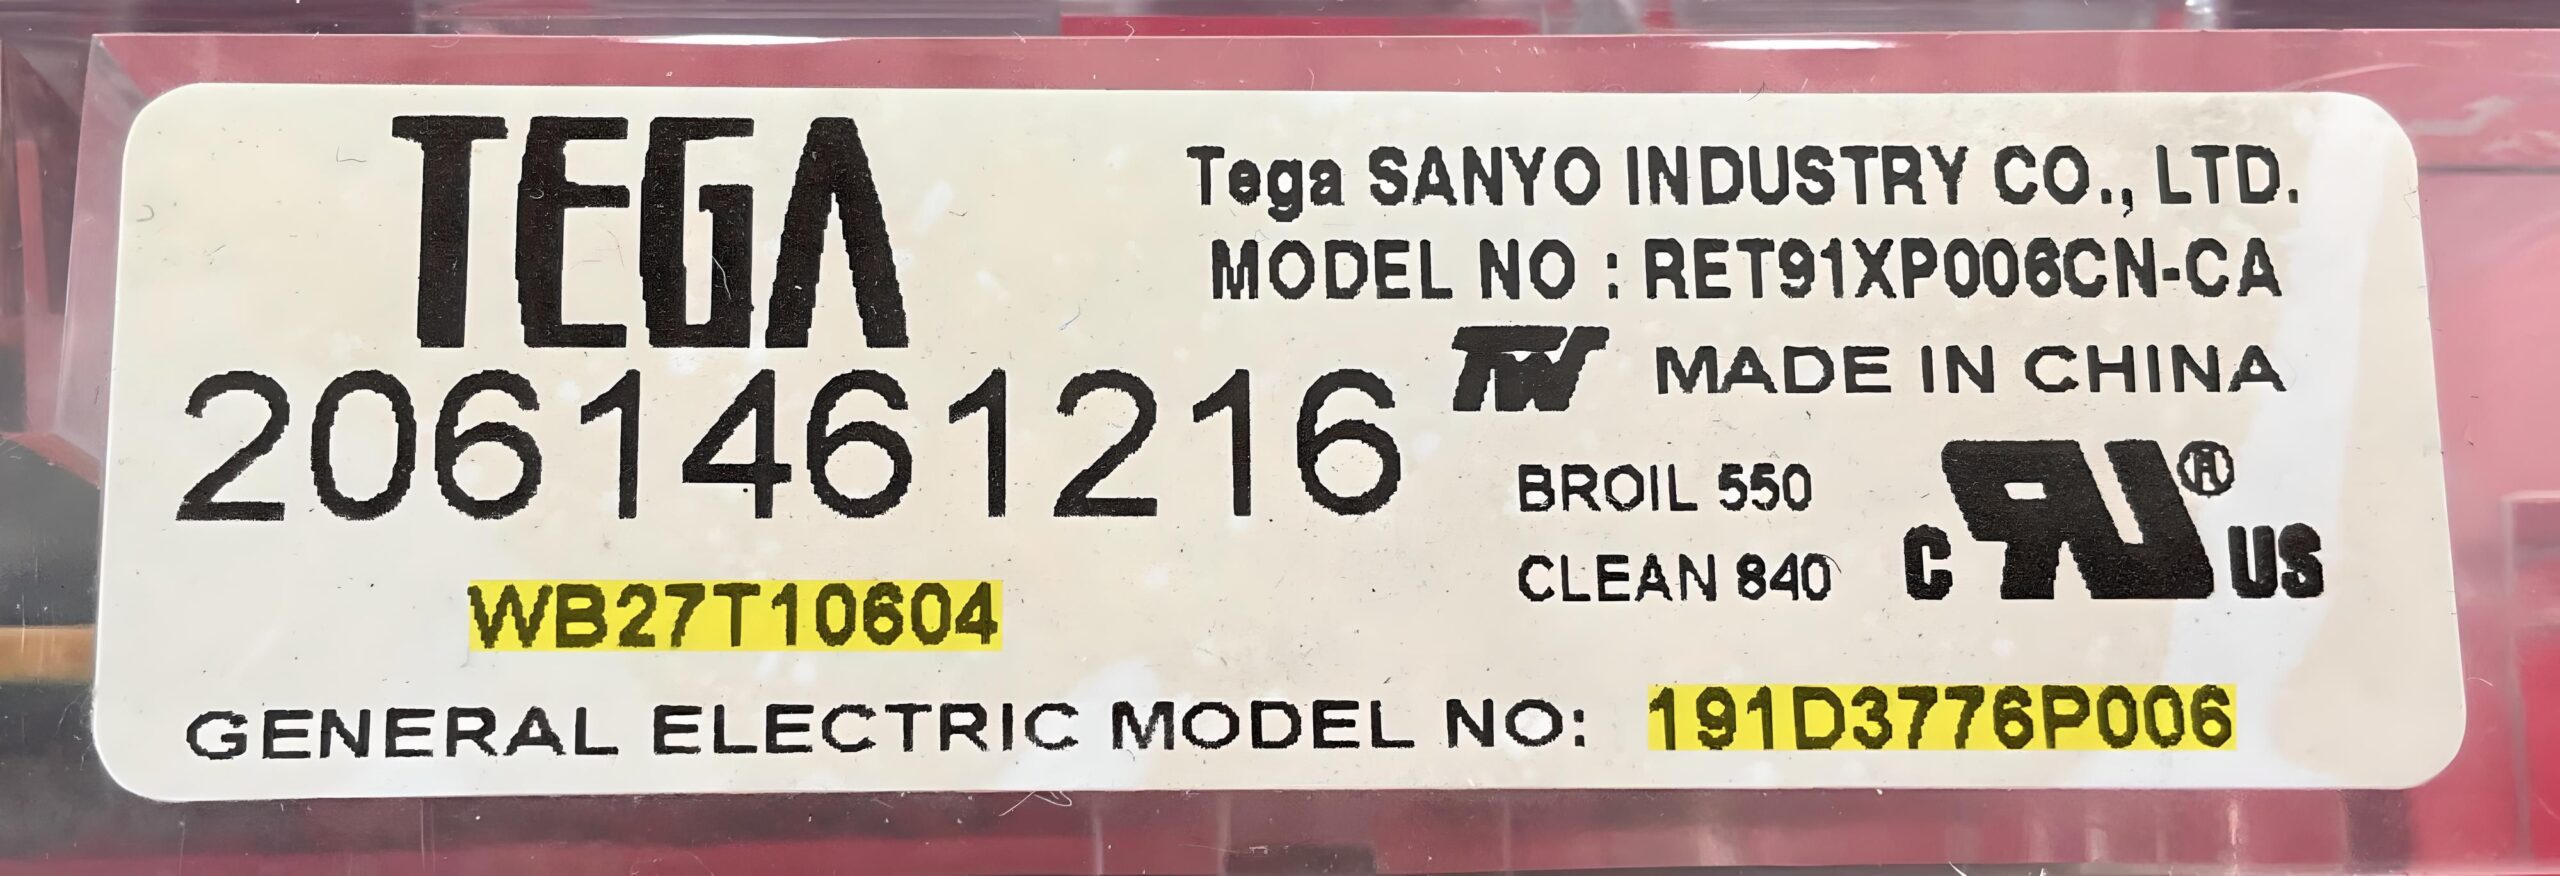 TEGA
Tega SANYO INDUSTRY CO., LTD.
MODEL NO : RET91XP006CN-CA
MADE IN CHINA
2061461216
BROIL 550
CLEAN 840
C RU® US
WB27T10604
GENERAL ELECTRIC MODEL NO: 191D3776P006